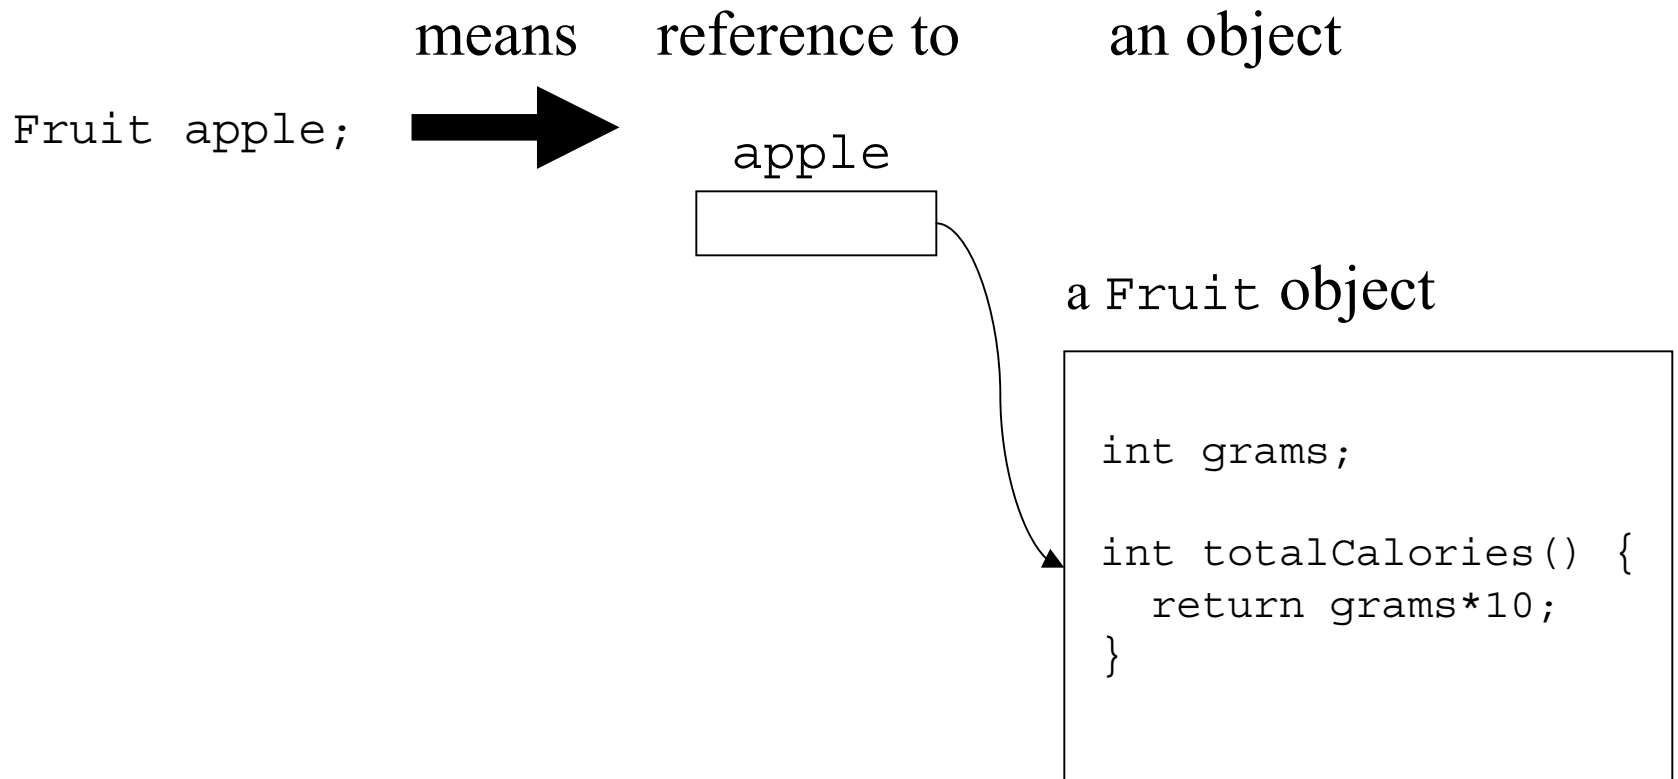 means reference to an object
Fruit apple;
apple
a Fruit object
int grams;
int totalCalories() {
return grams*10;
}